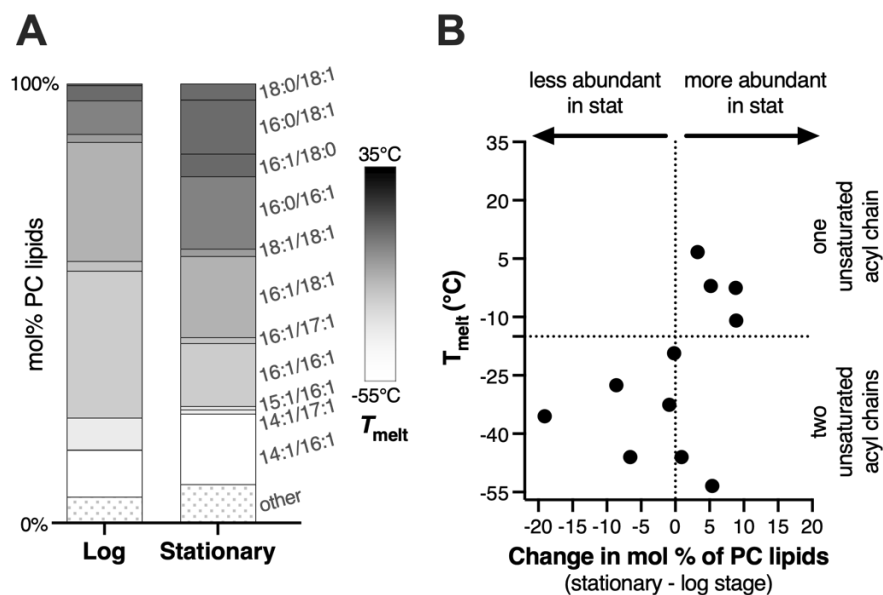 A
100%
0%
mol% PC lipids
Log
Stationary
18:0/18:1
16:0/18:1
16:1/18:0
16:0/16:1
18:1/18:1
16:1/18:1
16:1/17:1
16:1/16:1
15:1/16:1
14:1/17:1
14:1/16:1
other
35°C
-55°C
Tmelt
B
less abundant
in stat
more abundant
in stat
35
20
5
-10
-25
-40
-55
Tmelt (°C)
one
unsaturated
acyl chain
two
unsaturated
acyl chains
-20 -15 -10 -5 0 5 10 15 20
Change in mol % of PC lipids
(stationary - log stage)